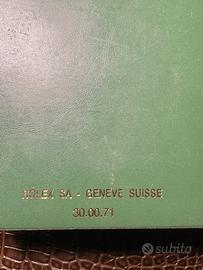 ROLEX SA - GENEVE SUISSE
30.00.71
subito